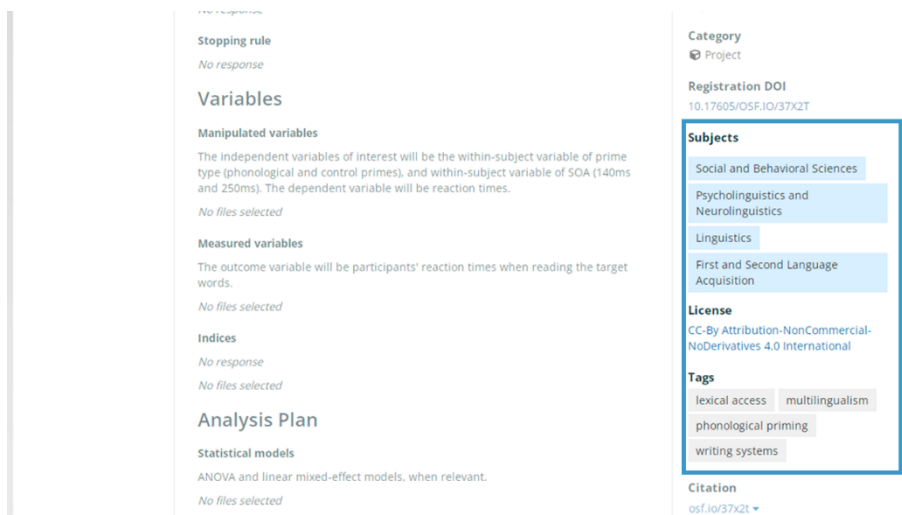 No response
Stopping rule
No response
Variables
Manipulated variables
The independent variables of interest will be the within-subject variable of prime
type (phonological and control primes), and within-subject variable of SOA (140ms
and 250ms). The dependent variable will be reaction times.
No files selected
Measured variables
The outcome variable will be participants' reaction times when reading the target
words.
No files selected
Indices
No response
No files selected
Analysis Plan
Statistical models
ANOVA and linear mixed-effect models, when relevant.
No files selected
Category
Project
Registration DOI
10.17605/OSF.IO/37X2T
Subjects
Social and Behavioral Sciences
Psycholinguistics and
Neurolinguistics
Linguistics
First and Second Language
Acquisition
License
CC-By Attribution-NonCommercial-
NoDerivatives 4.0 International
Tags
lexical access multilingualism
phonological priming
writing systems
Citation
osf.io/37x2t